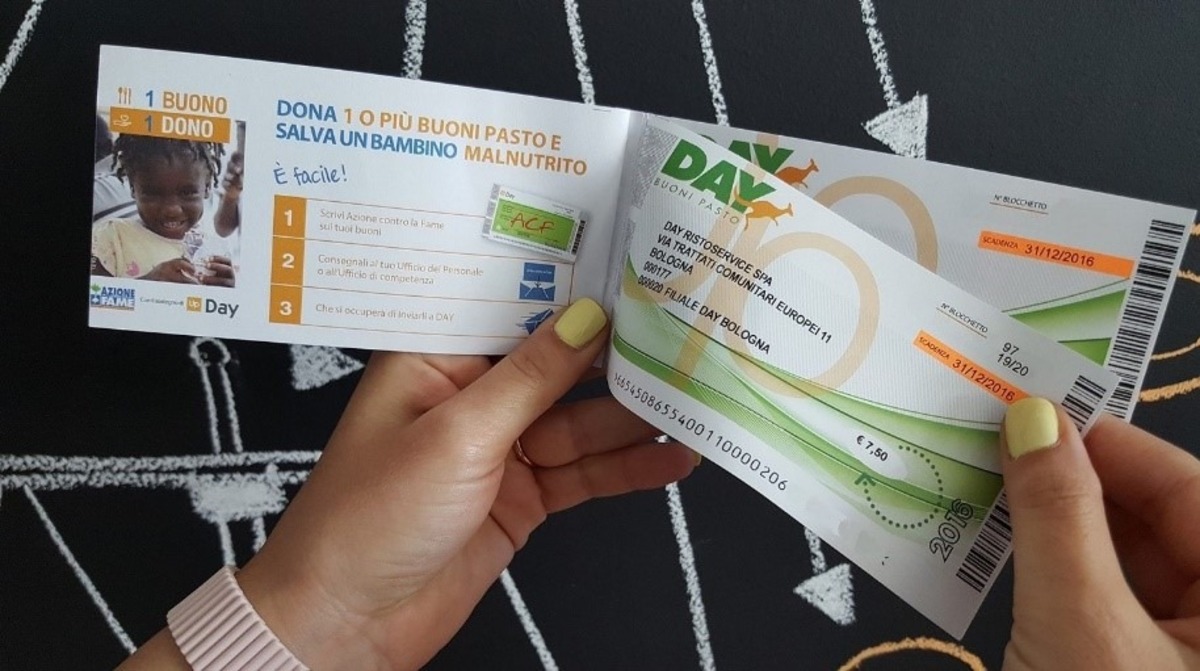 1 BUONO
1 DONO
DONA 1 O PIÙ BUONI PASTO E
SALVA UN BAMBINO MALNUTRITO
È facile!
1
Scrivi Azione contro la Fame
sui tuoi buoni
2
Consegnali al tuo Ufficio del Personale
o all'Ufficio di competenza
3
Che si occuperà di inviarli a DAY
Day
ACF
AZIONE
FAME
Up Day
DAY
BUONI PASTO
DAY RISTOSERVICE SPA
VIA TRATTATI COMUNITARI EUROPEI 11
BOLOGNA
000177
000020 FILIALE DAY BOLOGNA
N° BLOCCHETTO
97
19/20
SCADENZA 31/12/2016
€ 7,50
2016
DAY
N° BLOCCHETTO
SCADENZA 31/12/2016